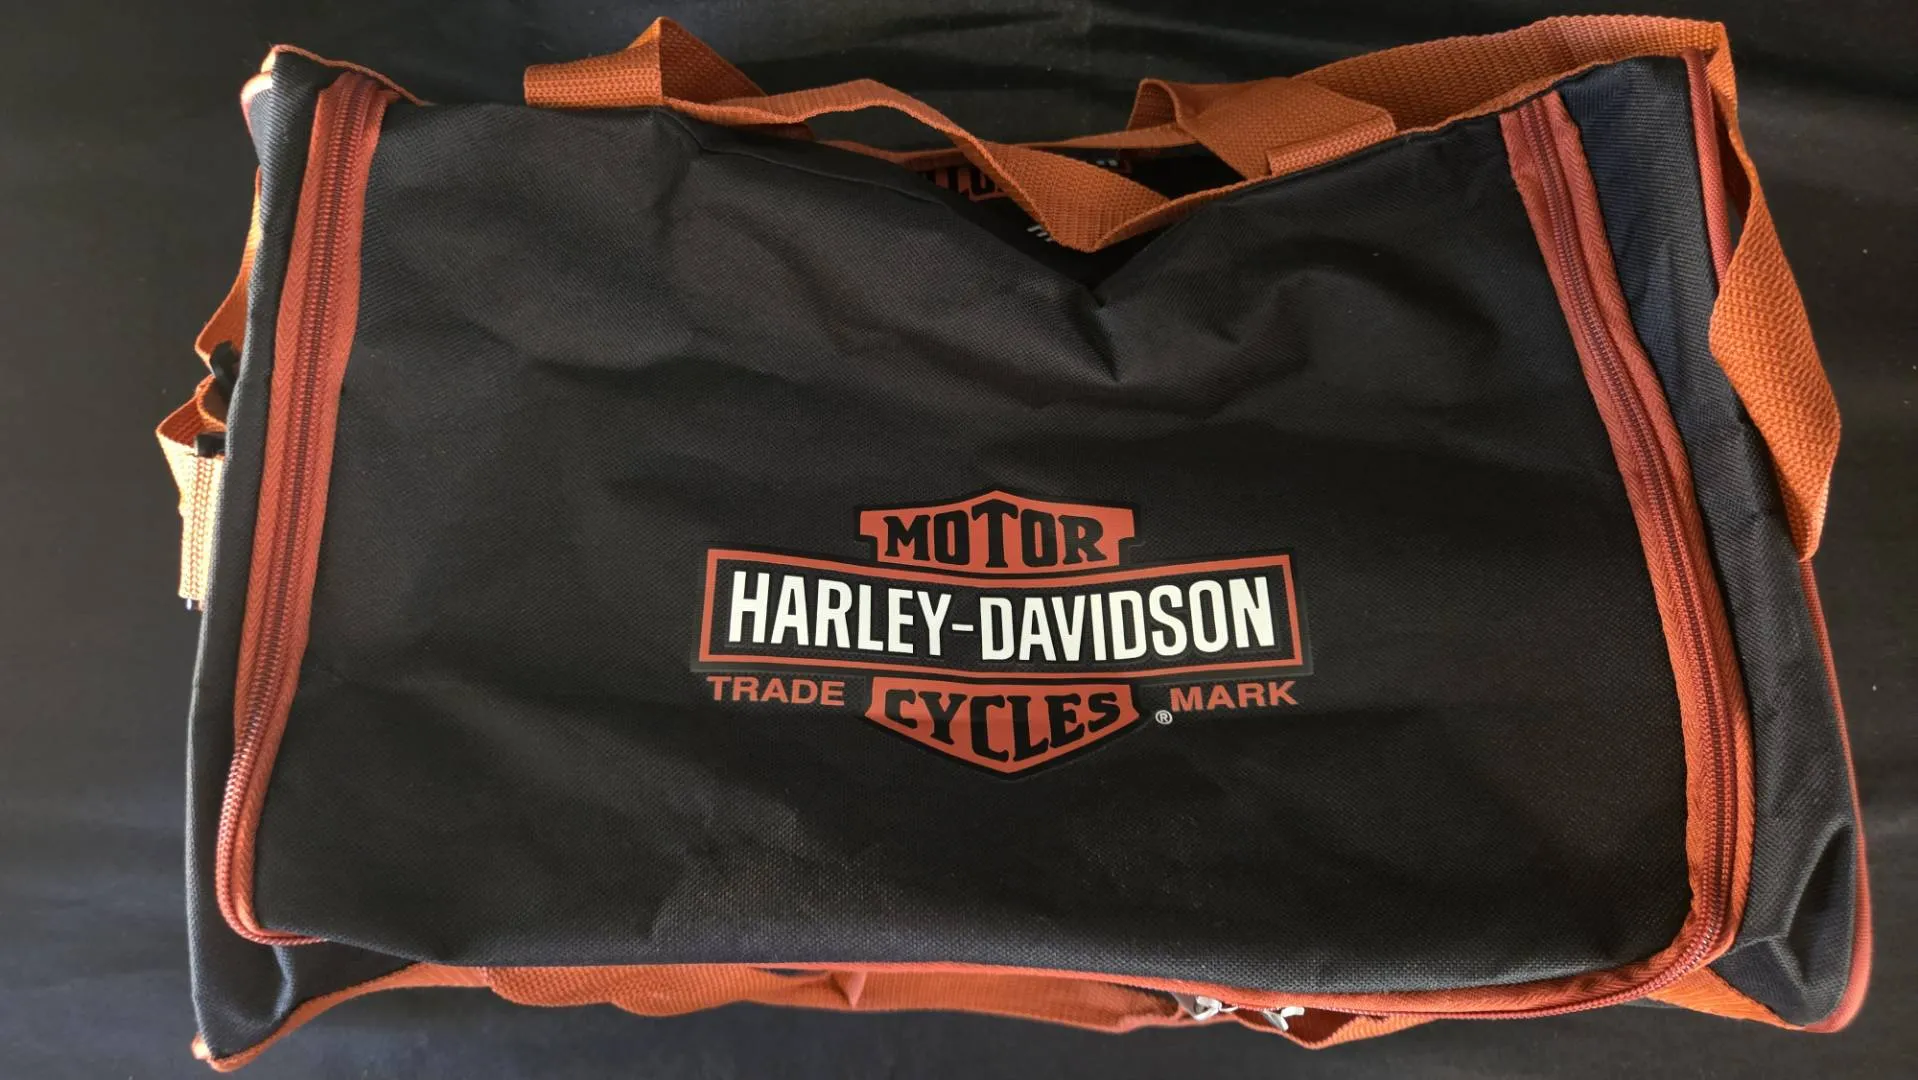 MOTOR
HARLEY-DAVIDSON
TRADE MARK
CYCLES ®